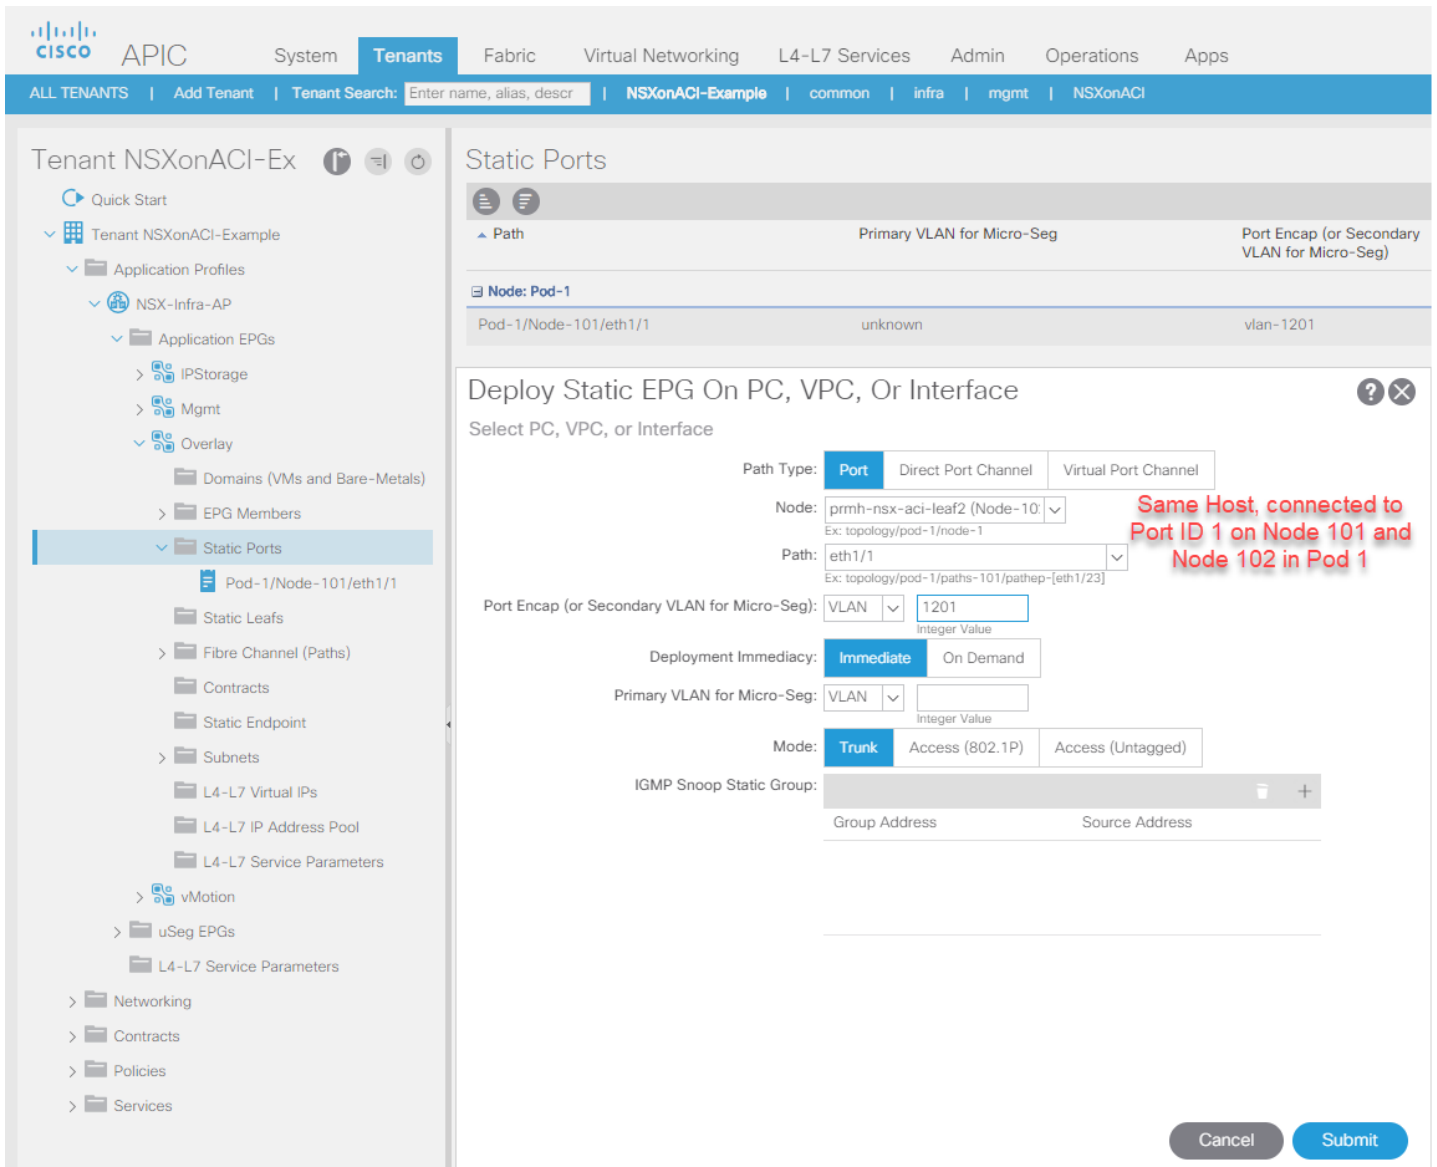 CISCO APIC System Tenants Fabric Virtual Networking L4-L7 Services Admin Operations Apps
ALL TENANTS | Add Tenant | Tenant Search: Enter name, alias, descr | NSXonACI-Example | common | infra | mgmt | NSXonACI
Tenant NSXonACI-Ex
Quick Start
Tenant NSXonACI-Example
Application Profiles
NSX-Infra-AP
Application EPGs
IPStorage
Mgmt
Overlay
Domains (VMs and Bare-Metals)
EPG Members
Static Ports
Pod-1/Node-101/eth1/1
Static Leafs
Fibre Channel (Paths)
Contracts
Static Endpoint
Subnets
L4-L7 Virtual IPs
L4-L7 IP Address Pool
L4-L7 Service Parameters
vMotion
uSeg EPGs
L4-L7 Service Parameters
Networking
Contracts
Policies
Services
Static Ports
Path Primary VLAN for Micro-Seg Port Encap (or Secondary
VLAN for Micro-Seg)
Node: Pod-1
Pod-1/Node-101/eth1/1 unknown vlan-1201
Deploy Static EPG On PC, VPC, Or Interface
Select PC, VPC, or Interface
Path Type: Port Direct Port Channel Virtual Port Channel
Node: prmh-nsx-aci-leaf2 (Node-10
Ex: topology/pod-1/node-1
Path: eth1/1
Ex: topology/pod-1/paths-101/pathep-[eth1/23]
Same Host, connected to
Port ID 1 on Node 101 and
Node 102 in Pod 1
Port Encap (or Secondary VLAN for Micro-Seg): VLAN 1201
Integer Value
Deployment Immediacy: Immediate On Demand
Primary VLAN for Micro-Seg: VLAN
Integer Value
Mode: Trunk Access (802.1P) Access (Untagged)
IGMP Snoop Static Group:
Group Address Source Address
Cancel Submit